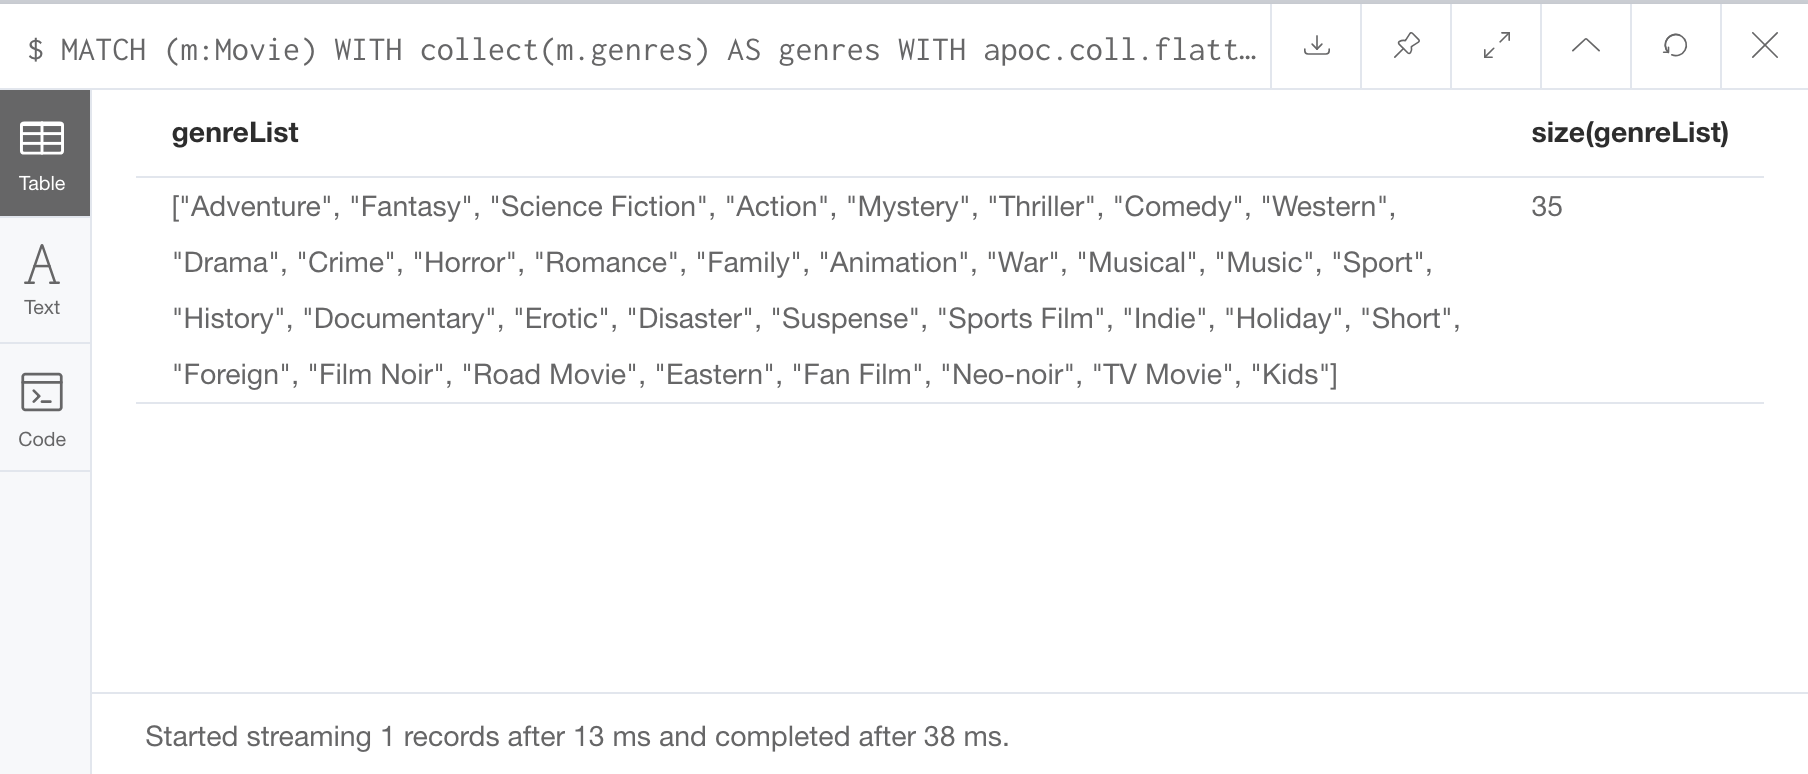 $ MATCH (m:Movie) WITH collect(m.genres) AS genres WITH apoc.coll.flatt…
Table
Text
Code
genreList size(genreList)
["Adventure", "Fantasy", "Science Fiction", "Action", "Mystery", "Thriller", "Comedy", "Western", 35
"Drama", "Crime", "Horror", "Romance", "Family", "Animation", "War", "Musical", "Music", "Sport",
"History", "Documentary", "Erotic", "Disaster", "Suspense", "Sports Film", "Indie", "Holiday", "Short",
"Foreign", "Film Noir", "Road Movie", "Eastern", "Fan Film", "Neo-noir", "TV Movie", "Kids"]
Started streaming 1 records after 13 ms and completed after 38 ms.